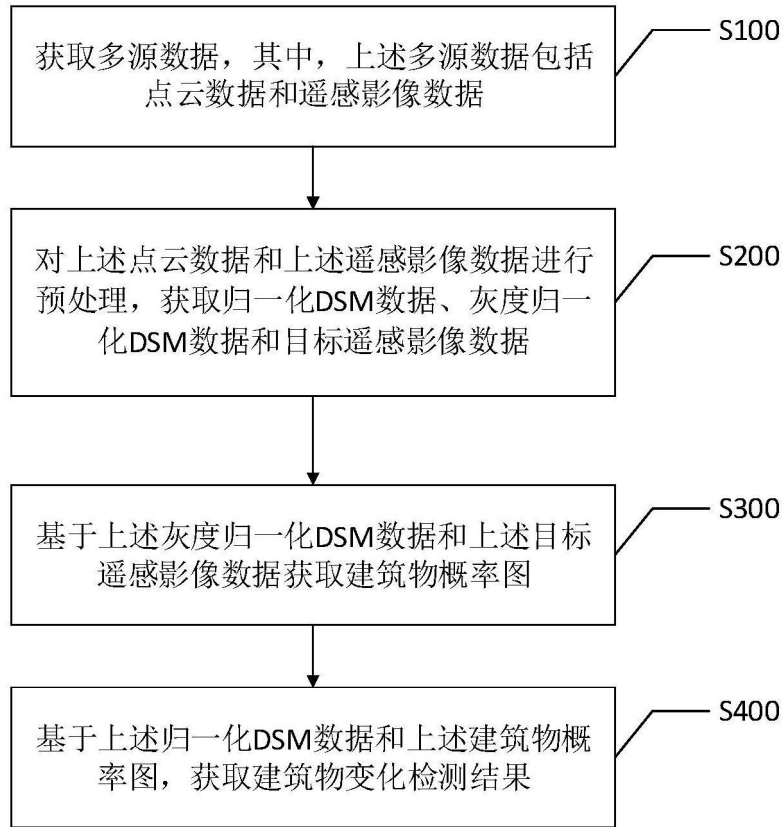 获取多源数据，其中，上述多源数据包括
点云数据和遥感影像数据
S100
对上述点云数据和上述遥感影像数据进行
预处理，获取归一化DSM数据、灰度归一
化DSM数据和目标遥感影像数据
S200
基于上述灰度归一化DSM数据和上述目标
遥感影像数据获取建筑物概率图
S300
基于上述归一化DSM数据和上述建筑物概
率图，获取建筑物变化检测结果
S400